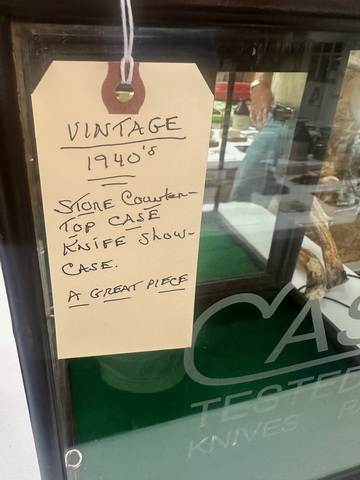 VINTAGE
1940's
STORE COUNTER-
TOP CASE
KNIFE SHOW-
CASE.
A GREAT PIECE
CAS
TESTED
KNIVES R